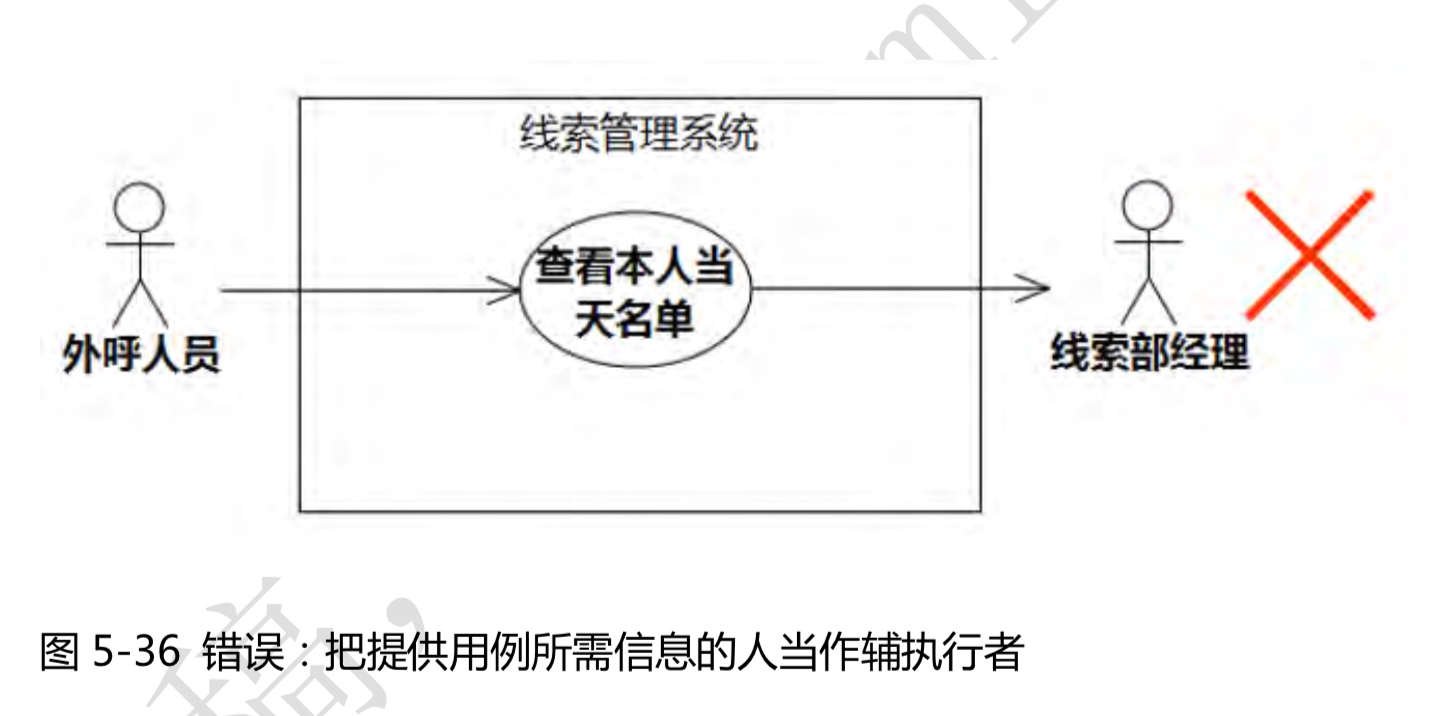 线索管理系统
查看本人当
天名单
外呼人员
线索部经理
图 5-36 错误：把提供用例所需信息的人当作辅执行者
稿，